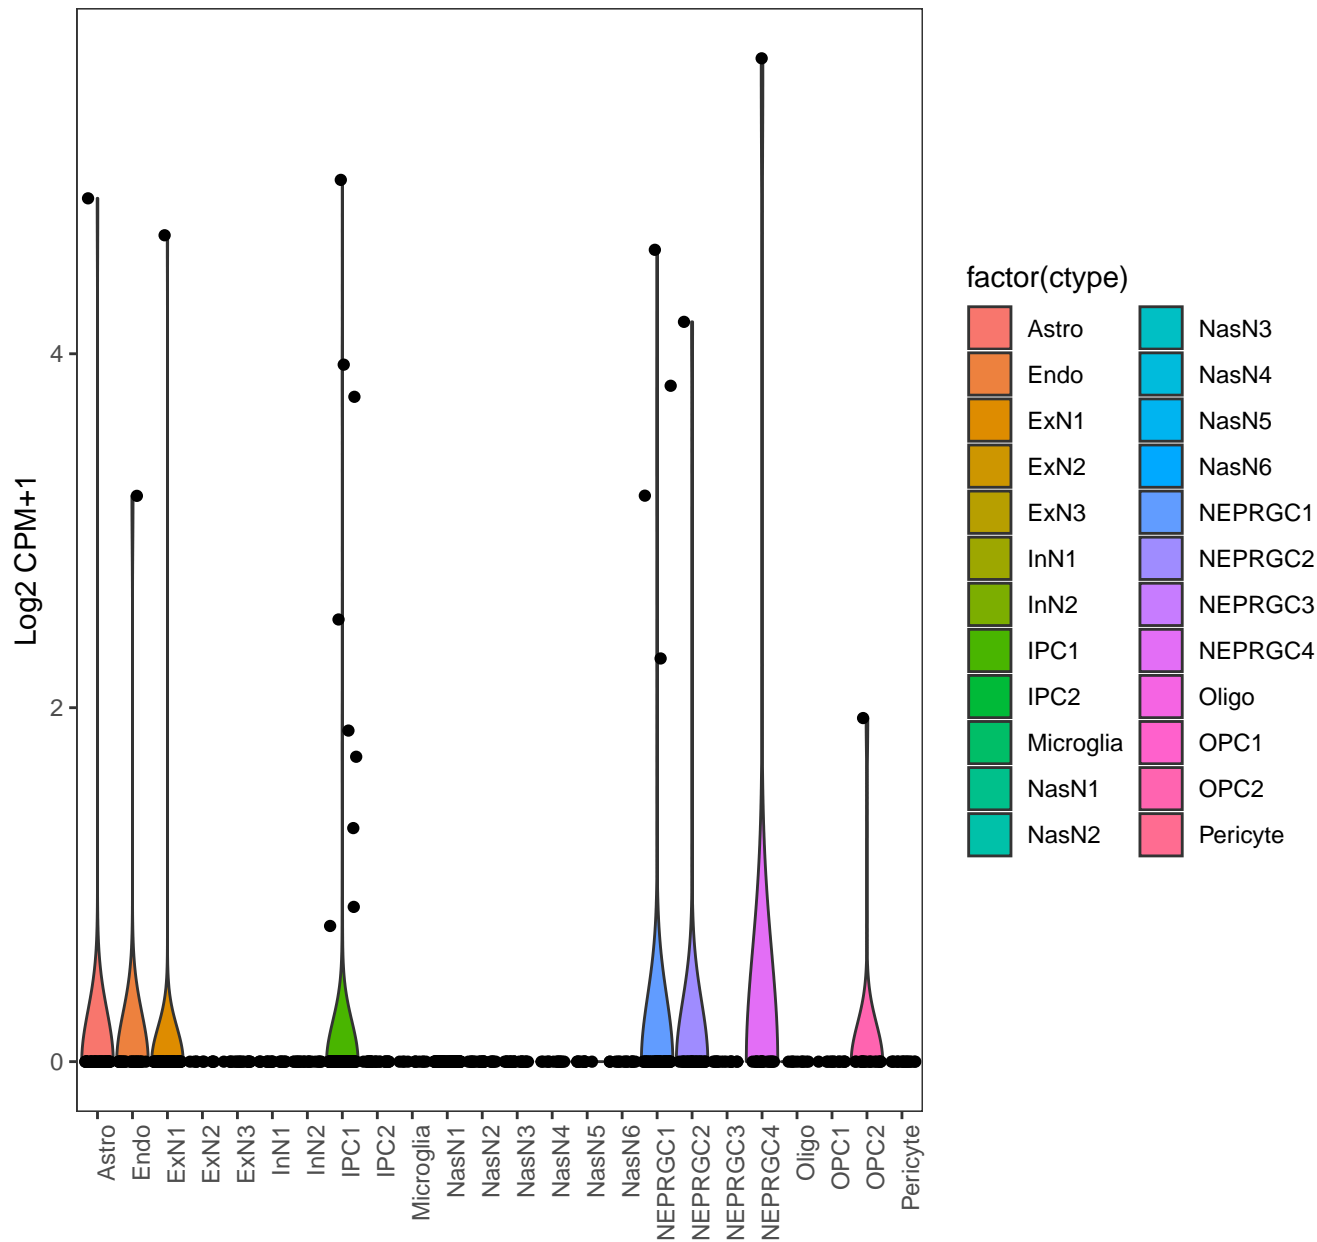 Log2 CPM+1
4
2
0
Astro
Endo
ExN1
ExN2
ExN3
InN1
InN2
IPC1
IPC2
Microglia
NasN1
NasN2
NasN3
NasN4
NasN5
NasN6
NEPRGC1
NEPRGC2
NEPRGC3
NEPRGC4
Oligo
OPC1
OPC2
Pericyte
factor(ctype)
Astro
Endo
ExN1
ExN2
ExN3
InN1
InN2
IPC1
IPC2
Microglia
NasN1
NasN2
NasN3
NasN4
NasN5
NasN6
NEPRGC1
NEPRGC2
NEPRGC3
NEPRGC4
Oligo
OPC1
OPC2
Pericyte